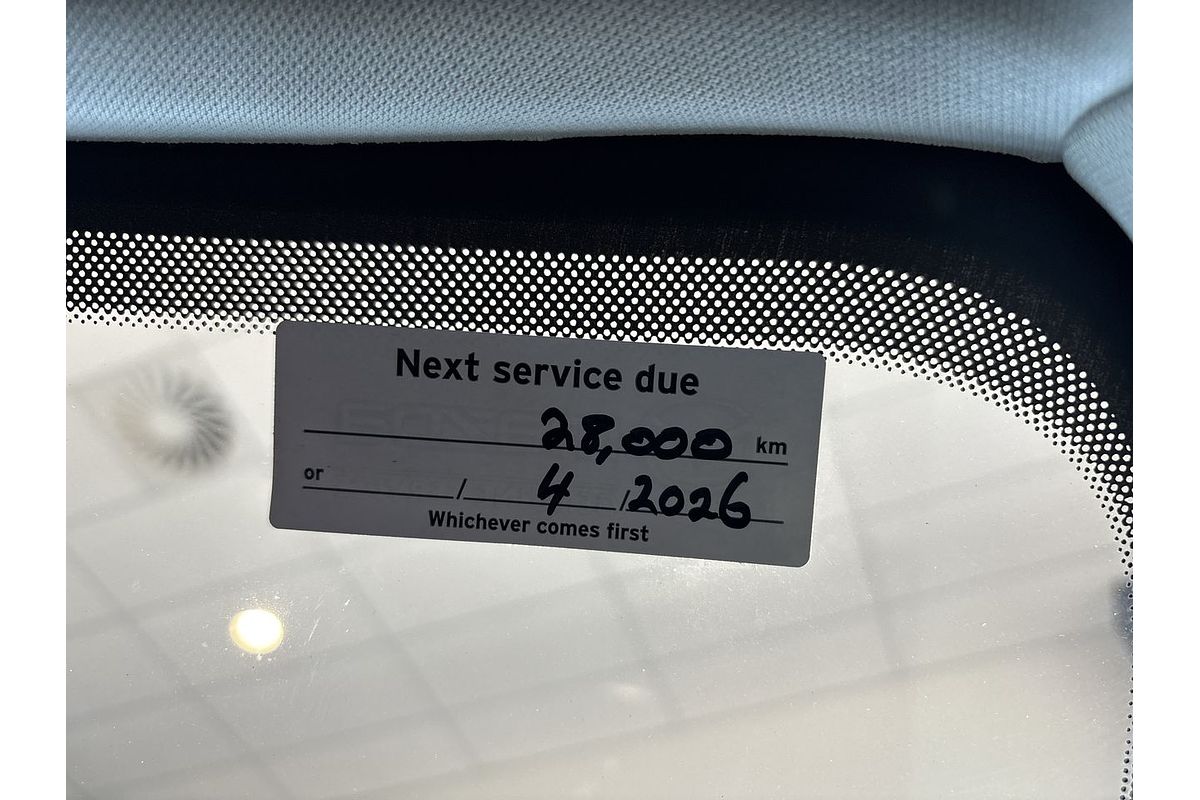 Next service due
28,000 km
or / 4 / 2026
Whichever comes first